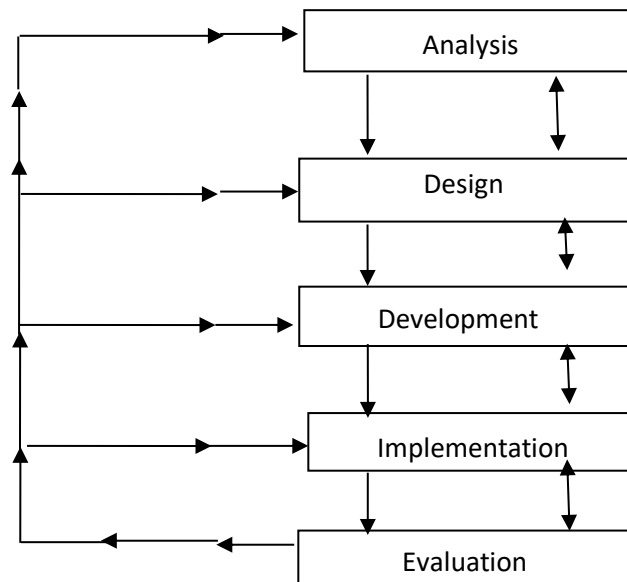 Analysis
Design
Development
Implementation
Evaluation